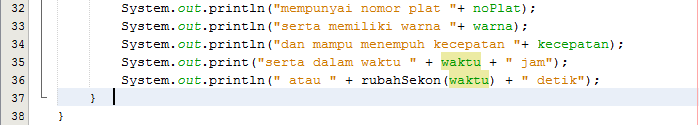 32 System.out.println("mempunyai nomor plat "+ noPlat);
33 System.out.println("serta memiliki warna "+ warna);
34 System.out.println("dan mampu menempuh kecepatan "+ kecepatan);
35 System.out.print("serta dalam waktu " + waktu + " jam");
36 System.out.println(" atau " + rubahSekon(waktu) + " detik");
37 }
38 }